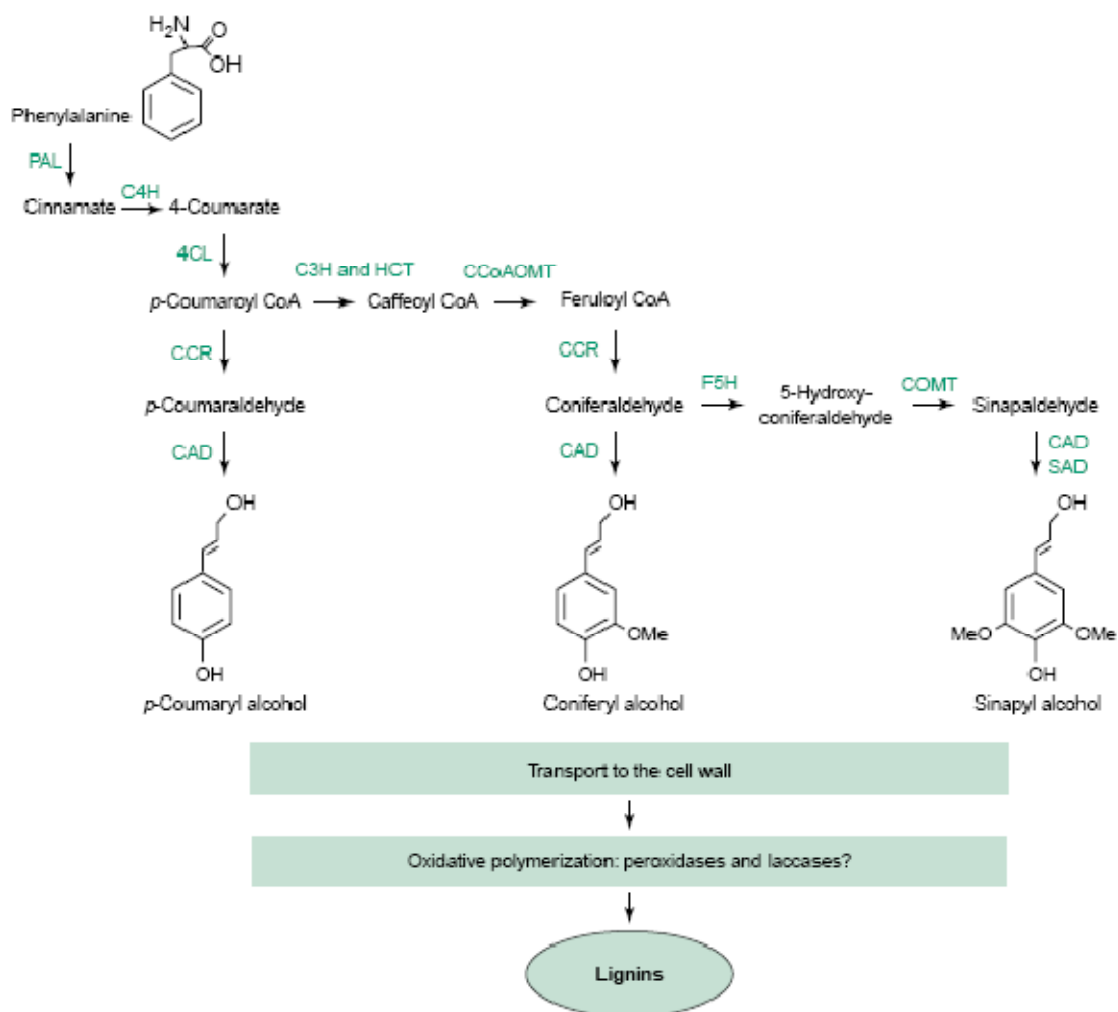 H₂N
O
OH
Phenylalanine
PAL
C4H
Cinnamate
4-Coumarate
4CL
C3H and HCT
CCoAOMT
p-Coumaroyl CoA
Caffeoyl CoA
Feruloyl CoA
CCR
CCR
F5H
COMT
p-Coumaraldehyde
Coniferaldehyde
5-Hydroxy-
coniferaldehyde
Sinapaldehyde
CAD
CAD
CAD
SAD
OH
OH
OH
OMe
MeO
OMe
OH
OH
OH
p-Coumaryl alcohol
Coniferyl alcohol
Sinapyl alcohol
Transport to the cell wall
Oxidative polymerization: peroxidases and laccases?
Lignins